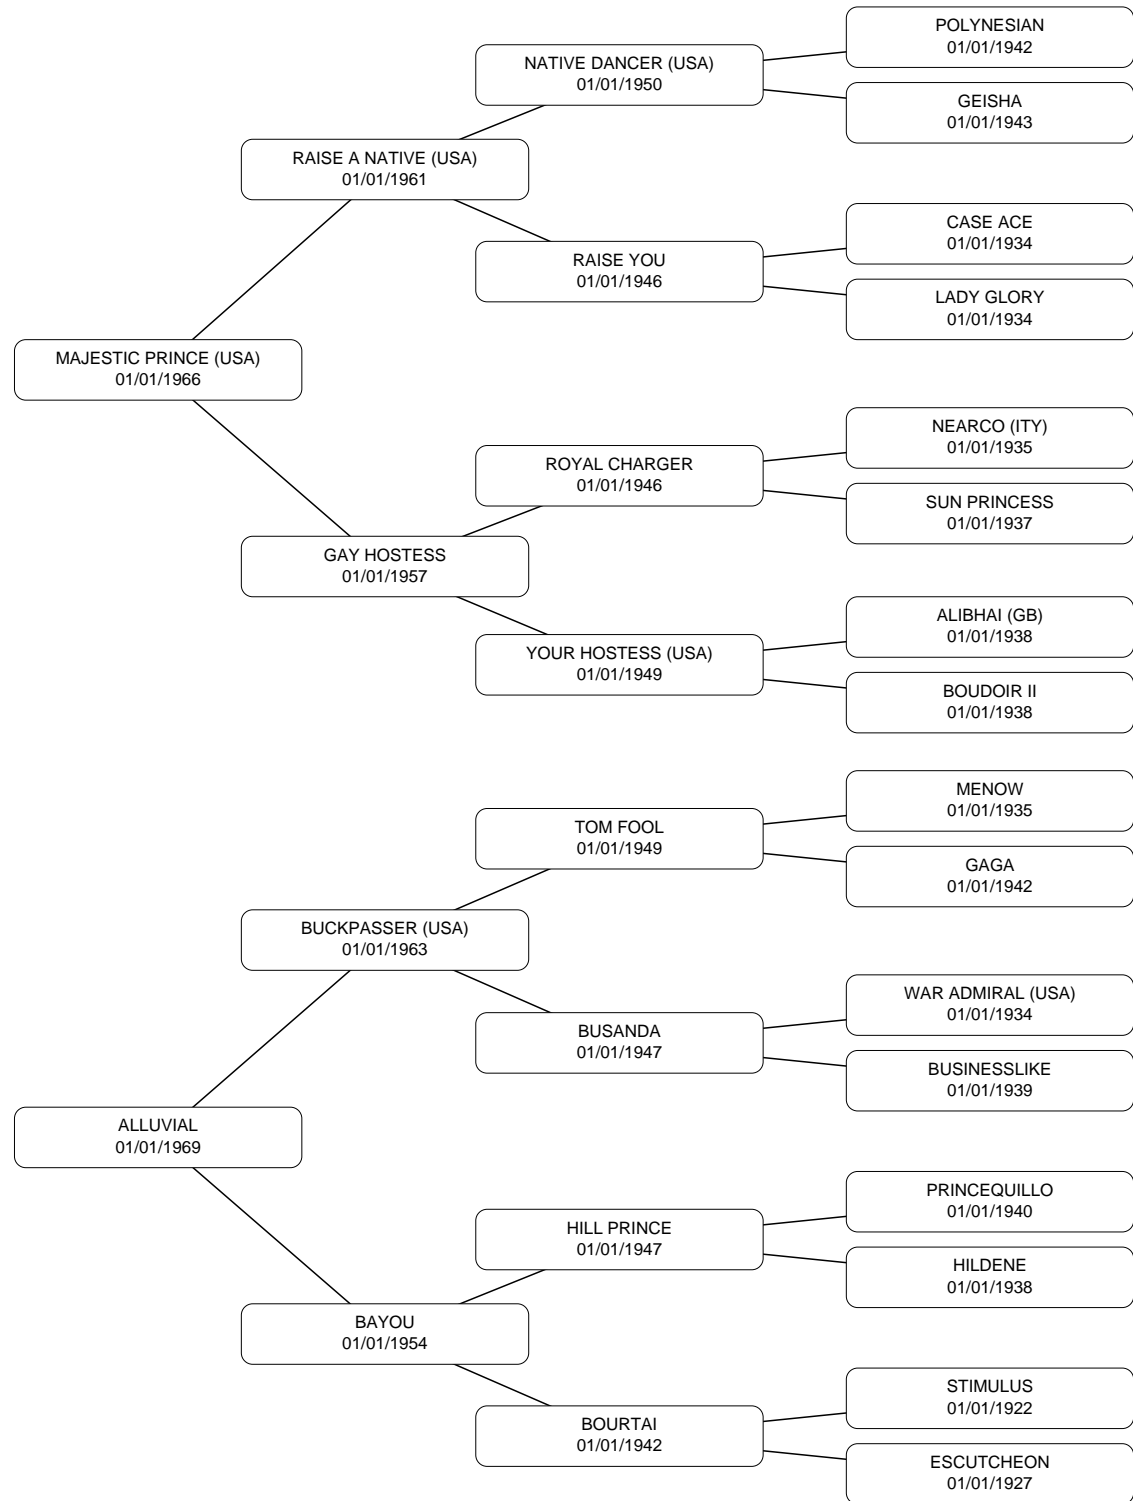 POLYNESIAN
01/01/1942
NATIVE DANCER (USA)
01/01/1950
GEISHA
01/01/1943
RAISE A NATIVE (USA)
01/01/1961
CASE ACE
01/01/1934
RAISE YOU
01/01/1946
LADY GLORY
01/01/1934
MAJESTIC PRINCE (USA)
01/01/1966
NEARCO (ITY)
01/01/1935
ROYAL CHARGER
01/01/1946
SUN PRINCESS
01/01/1937
GAY HOSTESS
01/01/1957
ALIBHAI (GB)
01/01/1938
YOUR HOSTESS (USA)
01/01/1949
BOUDOIR II
01/01/1938
MENOW
01/01/1935
TOM FOOL
01/01/1949
GAGA
01/01/1942
BUCKPASSER (USA)
01/01/1963
WAR ADMIRAL (USA)
01/01/1934
BUSANDA
01/01/1947
BUSINESSLIKE
01/01/1939
ALLUVIAL
01/01/1969
PRINCEQUILLO
01/01/1940
HILL PRINCE
01/01/1947
HILDENE
01/01/1938
BAYOU
01/01/1954
STIMULUS
01/01/1922
BOURTAI
01/01/1942
ESCUTCHEON
01/01/1927